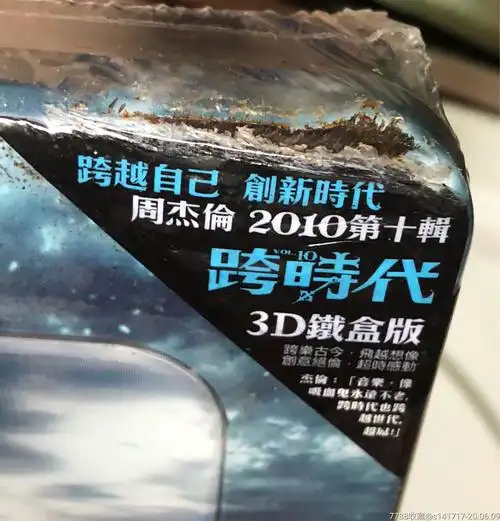 跨越自己 創新時代
周杰倫 2010第十輯
VOL.10
跨時代
3D鐵盒版
跨樂古今·飛越想像
創意絕倫·超時感動
杰倫:「音樂,像
吸血鬼永遠不老,
跨時代也跨
越世代,
超屌!」
7788收藏@s141717-20.06.09